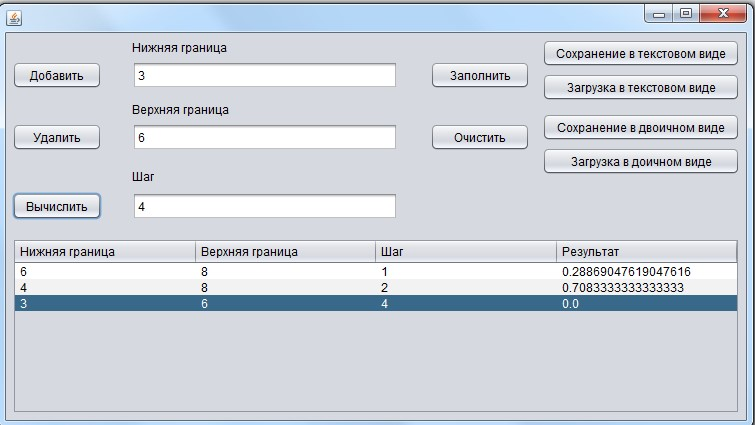 Нижняя граница
Добавить
3
Заполнить
Сохранение в текстовом виде
Загрузка в текстовом виде
Верхняя граница
Удалить
6
Очистить
Сохранение в двоичном виде
Загрузка в доичном виде
Шаг
Вычислить
4
Нижняя граница Верхняя граница Шаг Результат
6 8 1 0.28869047619047616
4 8 2 0.7083333333333333
3 6 4 0.0